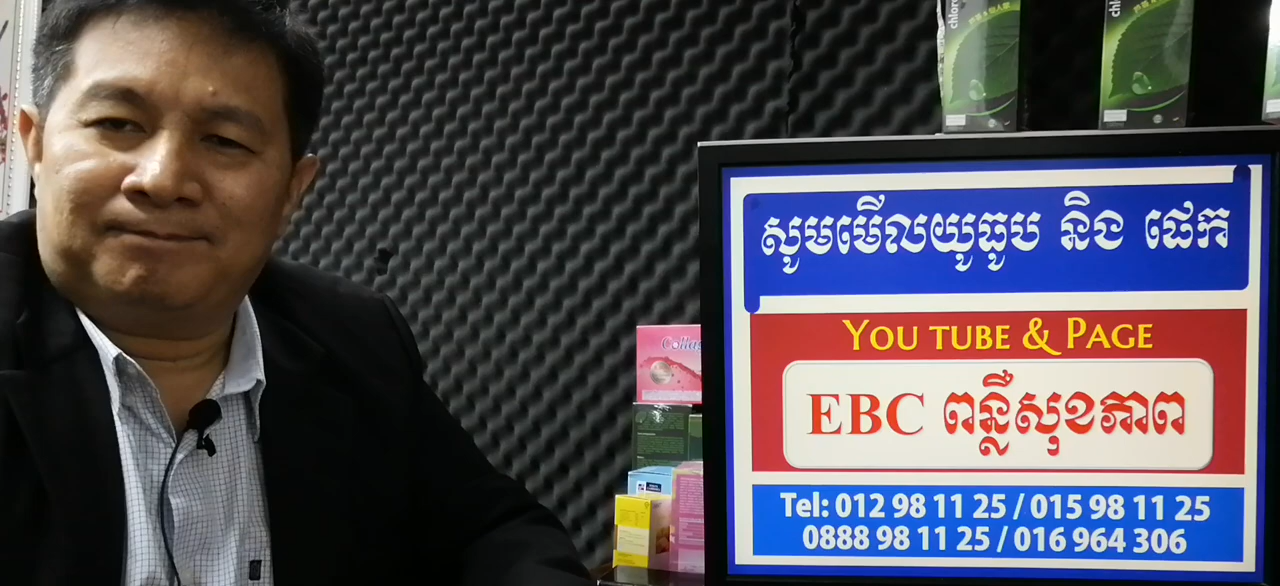 សូមមើលយូធូប និង ផេក
YOU TUBE & PAGE
EBC ពន្លឺសុខភាព
Tel: 012 98 11 25 / 015 98 11 25
0888 98 11 25 / 016 964 306